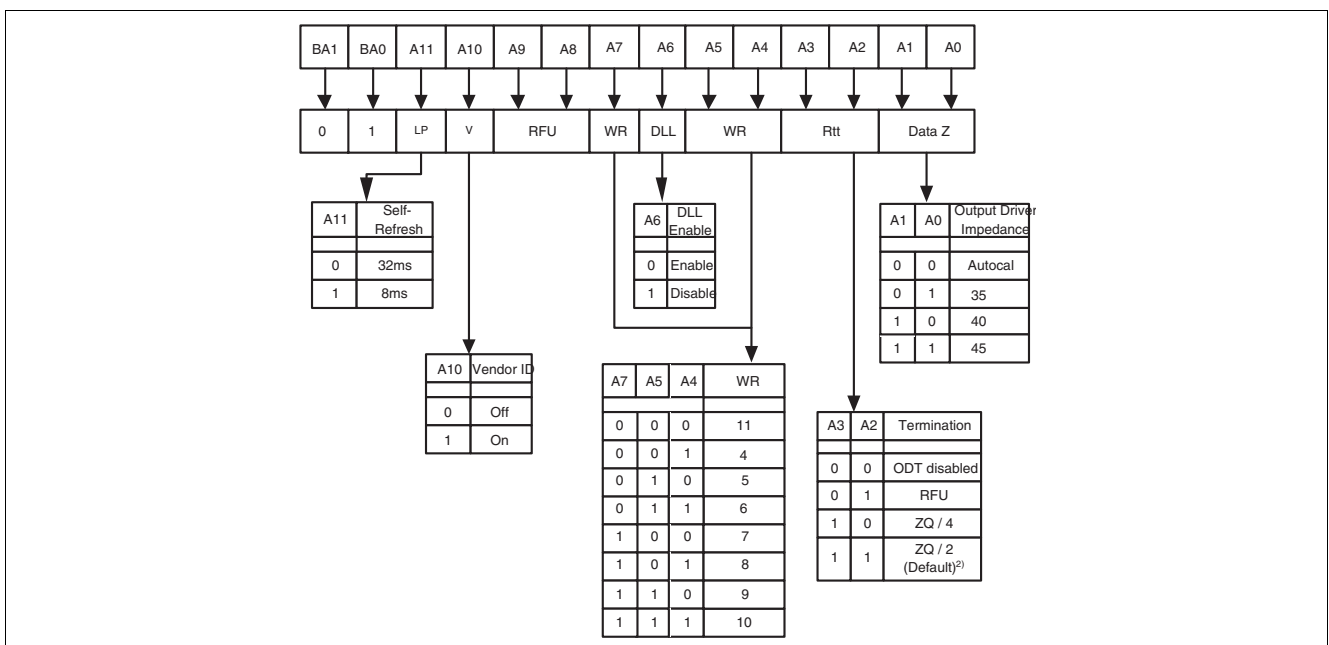 BA1 BA0 A11 A10 A9 A8 A7 A6 A5 A4 A3 A2 A1 A0
0 1 LP V RFU WR DLL WR Rtt Data Z
A11 Self-
Refresh
0 32ms
1 8ms
A6 DLL
Enable
0 Enable
1 Disable
A1 A0 Output Driver
Impedance
0 0 Autocal
0 1 35
1 0 40
1 1 45
A10 Vendor ID
0 Off
1 On
A7 A5 A4 WR
0 0 0 11
0 0 1 4
0 1 0 5
0 1 1 6
1 0 0 7
1 0 1 8
1 1 0 9
1 1 1 10
A3 A2 Termination
0 0 ODT disabled
0 1 RFU
1 0 ZQ / 4
1 1 ZQ / 2
(Default)2)